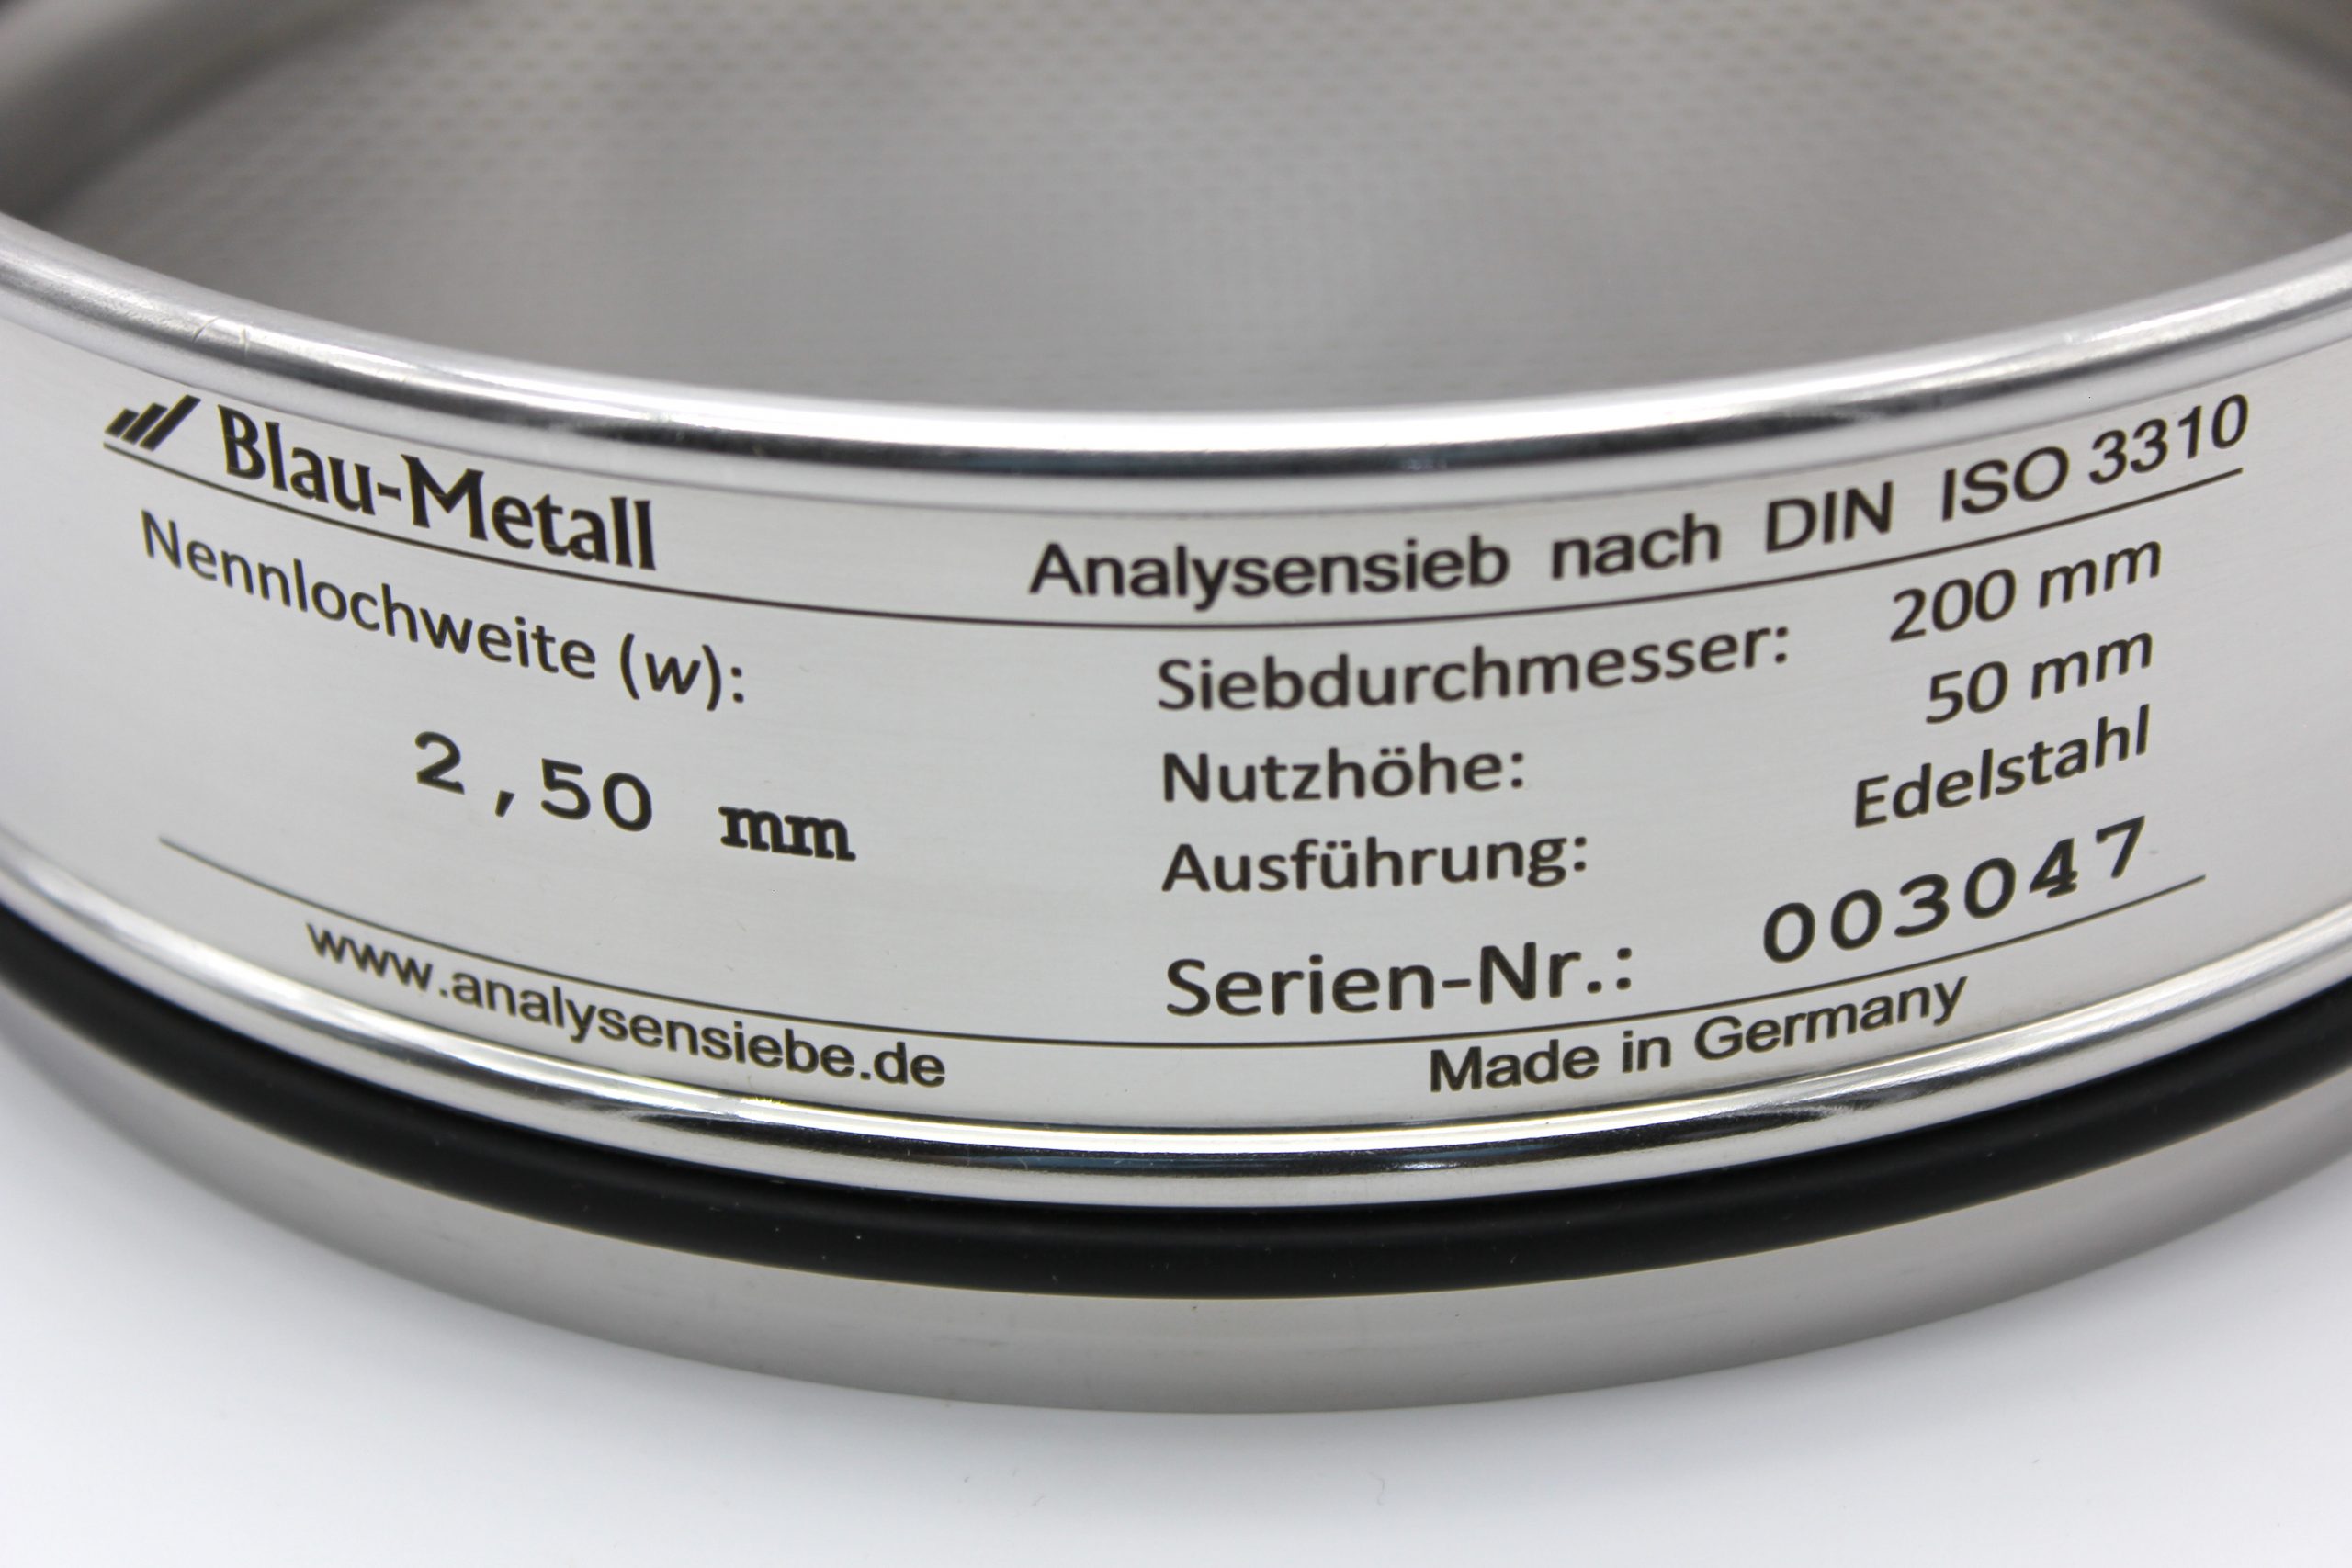 Blau-Metall
Analysensieb nach DIN ISO 3310
Nennlochweite (w):
2,50 mm
Siebdurchmesser: 200 mm
Nutzhöhe: 50 mm
Ausführung: Edelstahl
Serien-Nr.: 003047
www.analysensiebe.de
Made in Germany